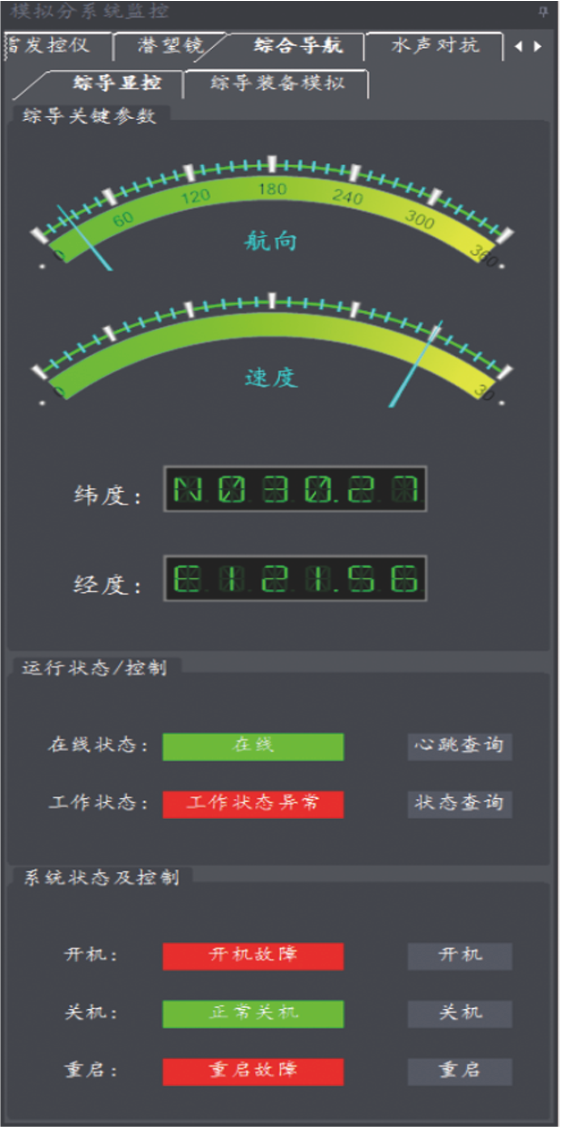 模拟分系统监控
雷发控仪 潜望镜 综合导航 水声对抗
综导显控 综导装备模拟
综导关键参数
0 60 120 180 240 300 360
航向
0 30
速度
纬度: N030.27
经度: E121.56
运行状态/控制
在线状态: 在线 心跳查询
工作状态: 工作状态异常 状态查询
系统状态及控制
开机: 开机故障 开机
关机: 正常关机 关机
重启: 重启故障 重启